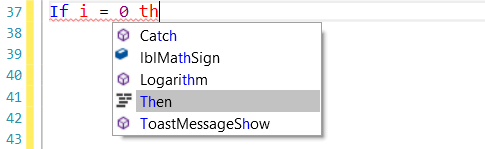 37 If i = 0 th
38 Catch
39 lblMathSign
40 Logarithm
41 Then
42 ToastMessageShow
43